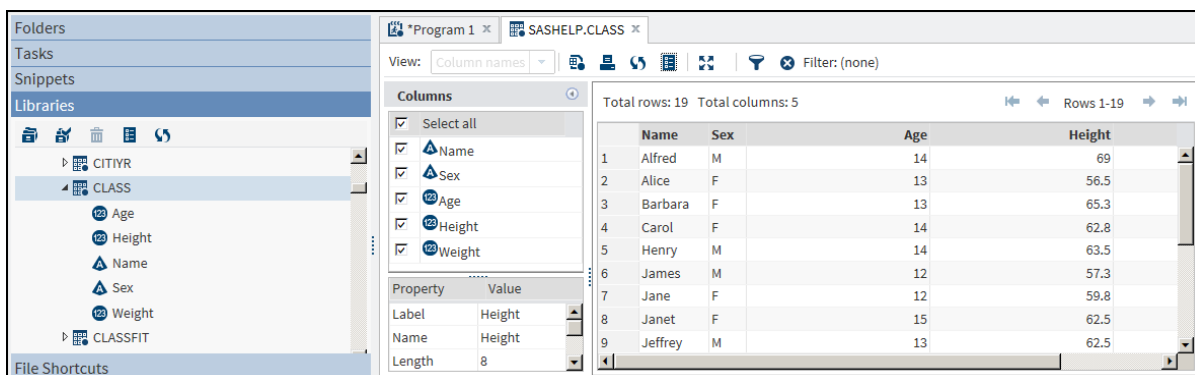 Folders
Tasks
Snippets
Libraries
CITIYR
CLASS
Age
Height
Name
Sex
Weight
CLASSFIT
File Shortcuts
*Program 1 SASHELP.CLASS
View: Column names Filter: (none)
Columns
Select all
Name
Sex
Age
Height
Weight
Property Value
Label Height
Name Height
Length 8
Total rows: 19 Total columns: 5 Rows 1-19
Name Sex Age Height
1 Alfred M 14 69
2 Alice F 13 56.5
3 Barbara F 13 65.3
4 Carol F 14 62.8
5 Henry M 14 63.5
6 James M 12 57.3
7 Jane F 12 59.8
8 Janet F 15 62.5
9 Jeffrey M 13 62.5